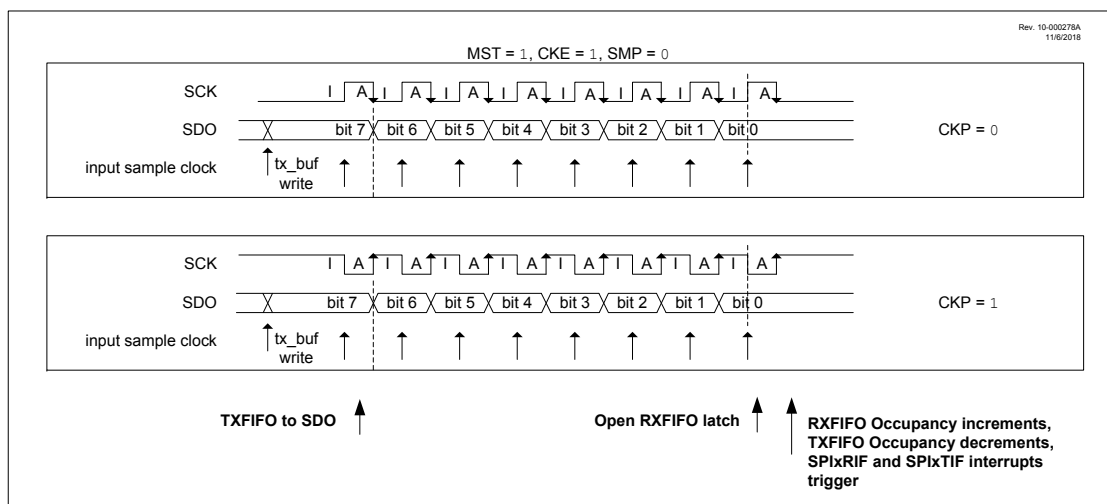 Rev. 10-000278A
11/6/2018
MST = 1, CKE = 1, SMP = 0
SCK I A I A I A I A I A I A I A I A
SDO bit 7 bit 6 bit 5 bit 4 bit 3 bit 2 bit 1 bit 0 CKP = 0
input sample clock tx_buf
write
SCK I A I A I A I A I A I A I A I A
SDO bit 7 bit 6 bit 5 bit 4 bit 3 bit 2 bit 1 bit 0 CKP = 1
input sample clock tx_buf
write
TXFIFO to SDO Open RXFIFO latch RXFIFO Occupancy increments,
TXFIFO Occupancy decrements,
SPIxRIF and SPIxTIF interrupts
trigger